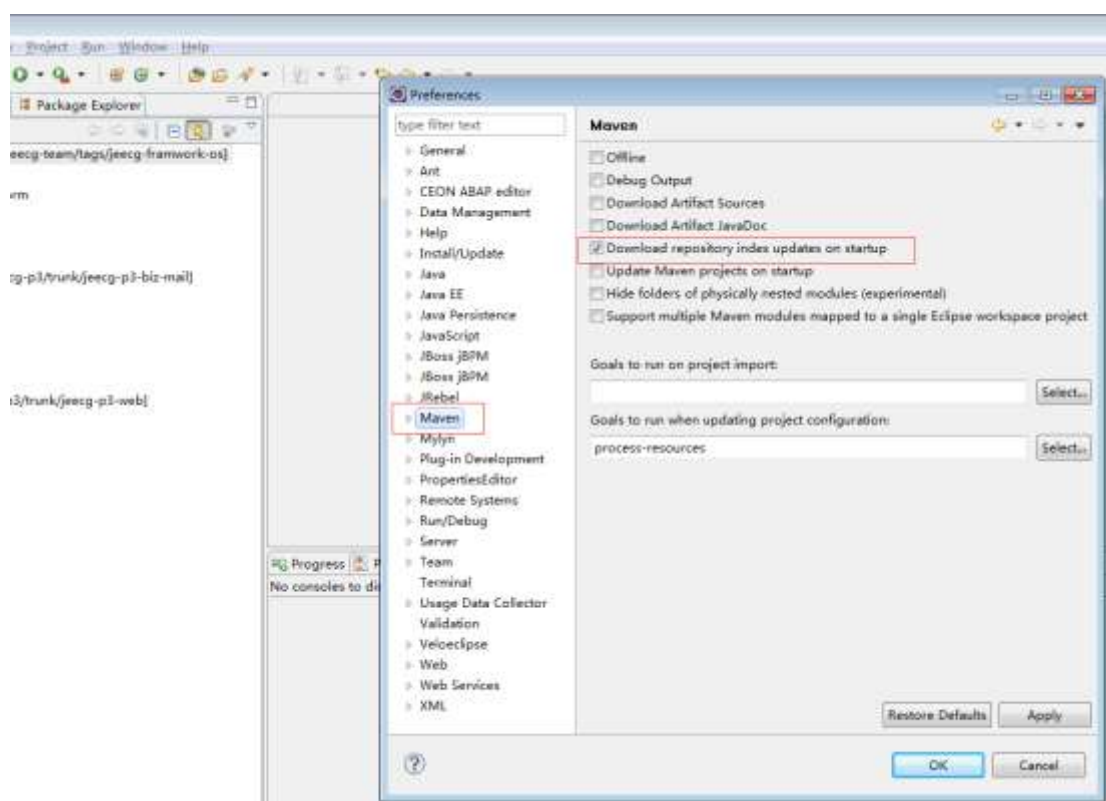 Project Run Window Help
Package Explorer
eecg-team/tags/jeecg-framwork-os]
rm
cg-p3/trunk/jeecg-p3-biz-mail]
3/trunk/jeecg-p3-web]
Progress
No consoles to di
Preferences
type filter text
General
Ant
CEON ABAP editor
Data Management
Help
Install/Update
Java
Java EE
Java Persistence
JavaScript
JBoss jBPM
JBoss jBPM
JRebel
Maven
Mylyn
Plug-in Development
PropertiesEditor
Remote Systems
Run/Debug
Server
Team
Terminal
Usage Data Collector
Validation
Veloeclipse
Web
Web Services
XML
Maven
Offline
Debug Output
Download Artifact Sources
Download Artifact JavaDoc
Download repository index updates on startup
Update Maven projects on startup
Hide folders of physically nested modules (experimental)
Support multiple Maven modules mapped to a single Eclipse workspace project
Goals to run on project import:
Select...
Goals to run when updating project configuration:
process-resources
Select...
Restore Defaults
Apply
OK
Cancel